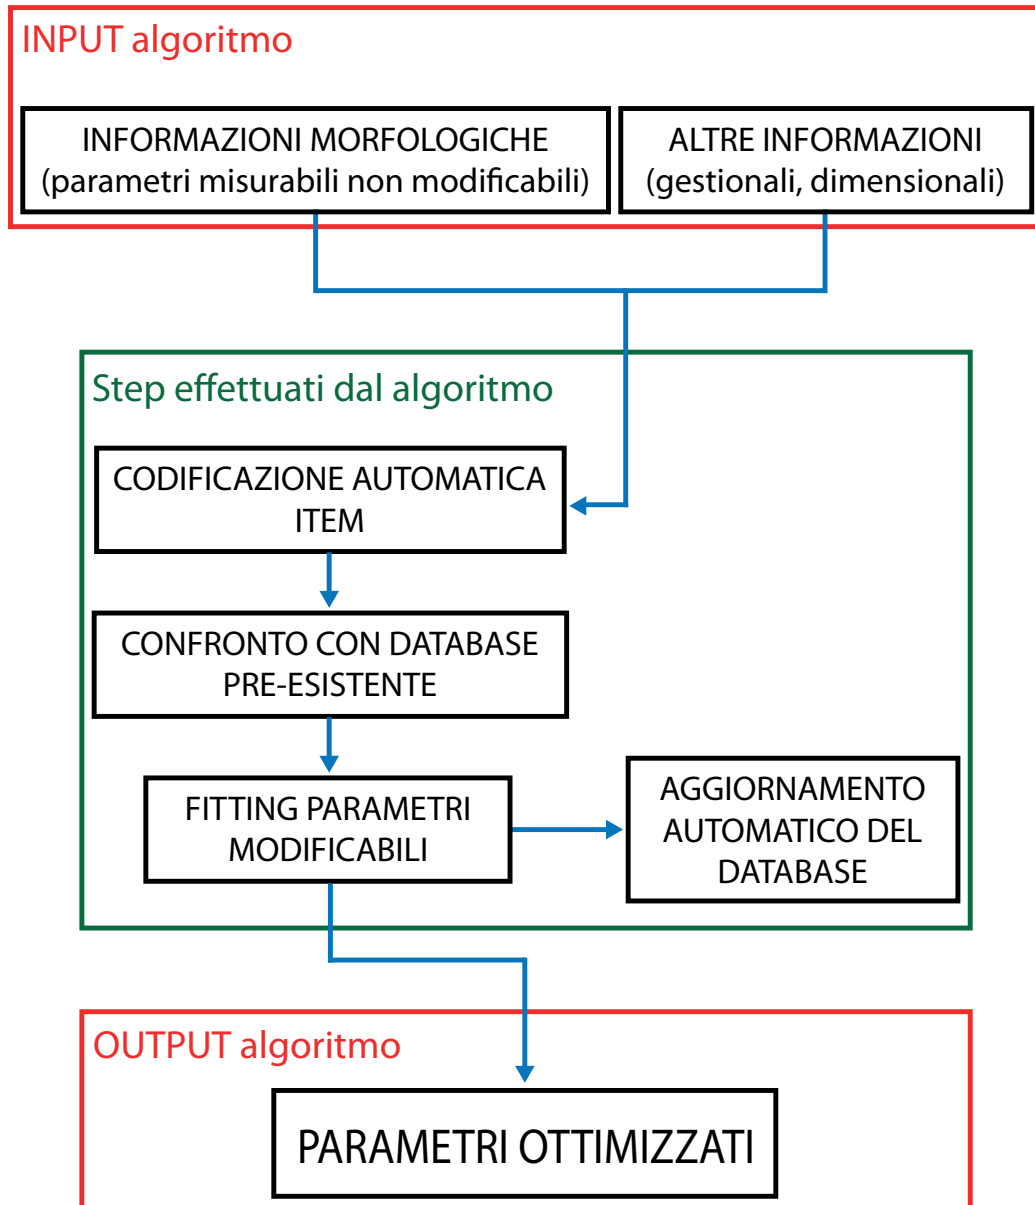 INPUT algoritmo
INFORMAZIONI MORFOLOGICHE
(parametri misurabili non modificabili)
ALTRE INFORMAZIONI
(gestionali, dimensionali)
Step effettuati dal algoritmo
CODIFICAZIONE AUTOMATICA
ITEM
CONFRONTO CON DATABASE
PRE-ESISTENTE
FITTING PARAMETRI
MODIFICABILI
AGGIORNAMENTO
AUTOMATICO DEL
DATABASE
OUTPUT algoritmo
PARAMETRI OTTIMIZZATI